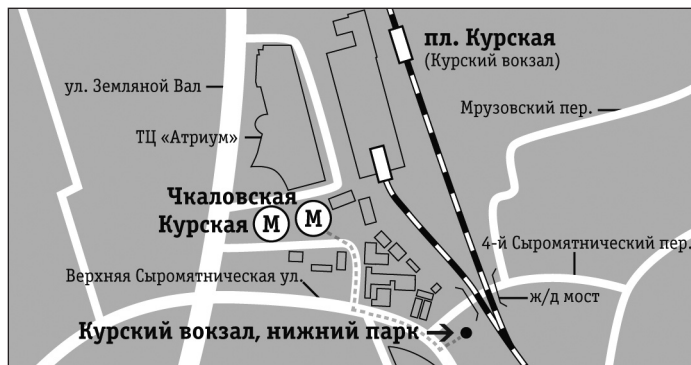 пл. Курская
(Курский вокзал)
ул. Земляной Вал
Мрузовский пер.
ТЦ «Атриум»
Чкаловская
Курская М М
4-й Сыромятнический пер.
Верхняя Сыромятническая ул.
ж/д мост
Курский вокзал, нижний парк